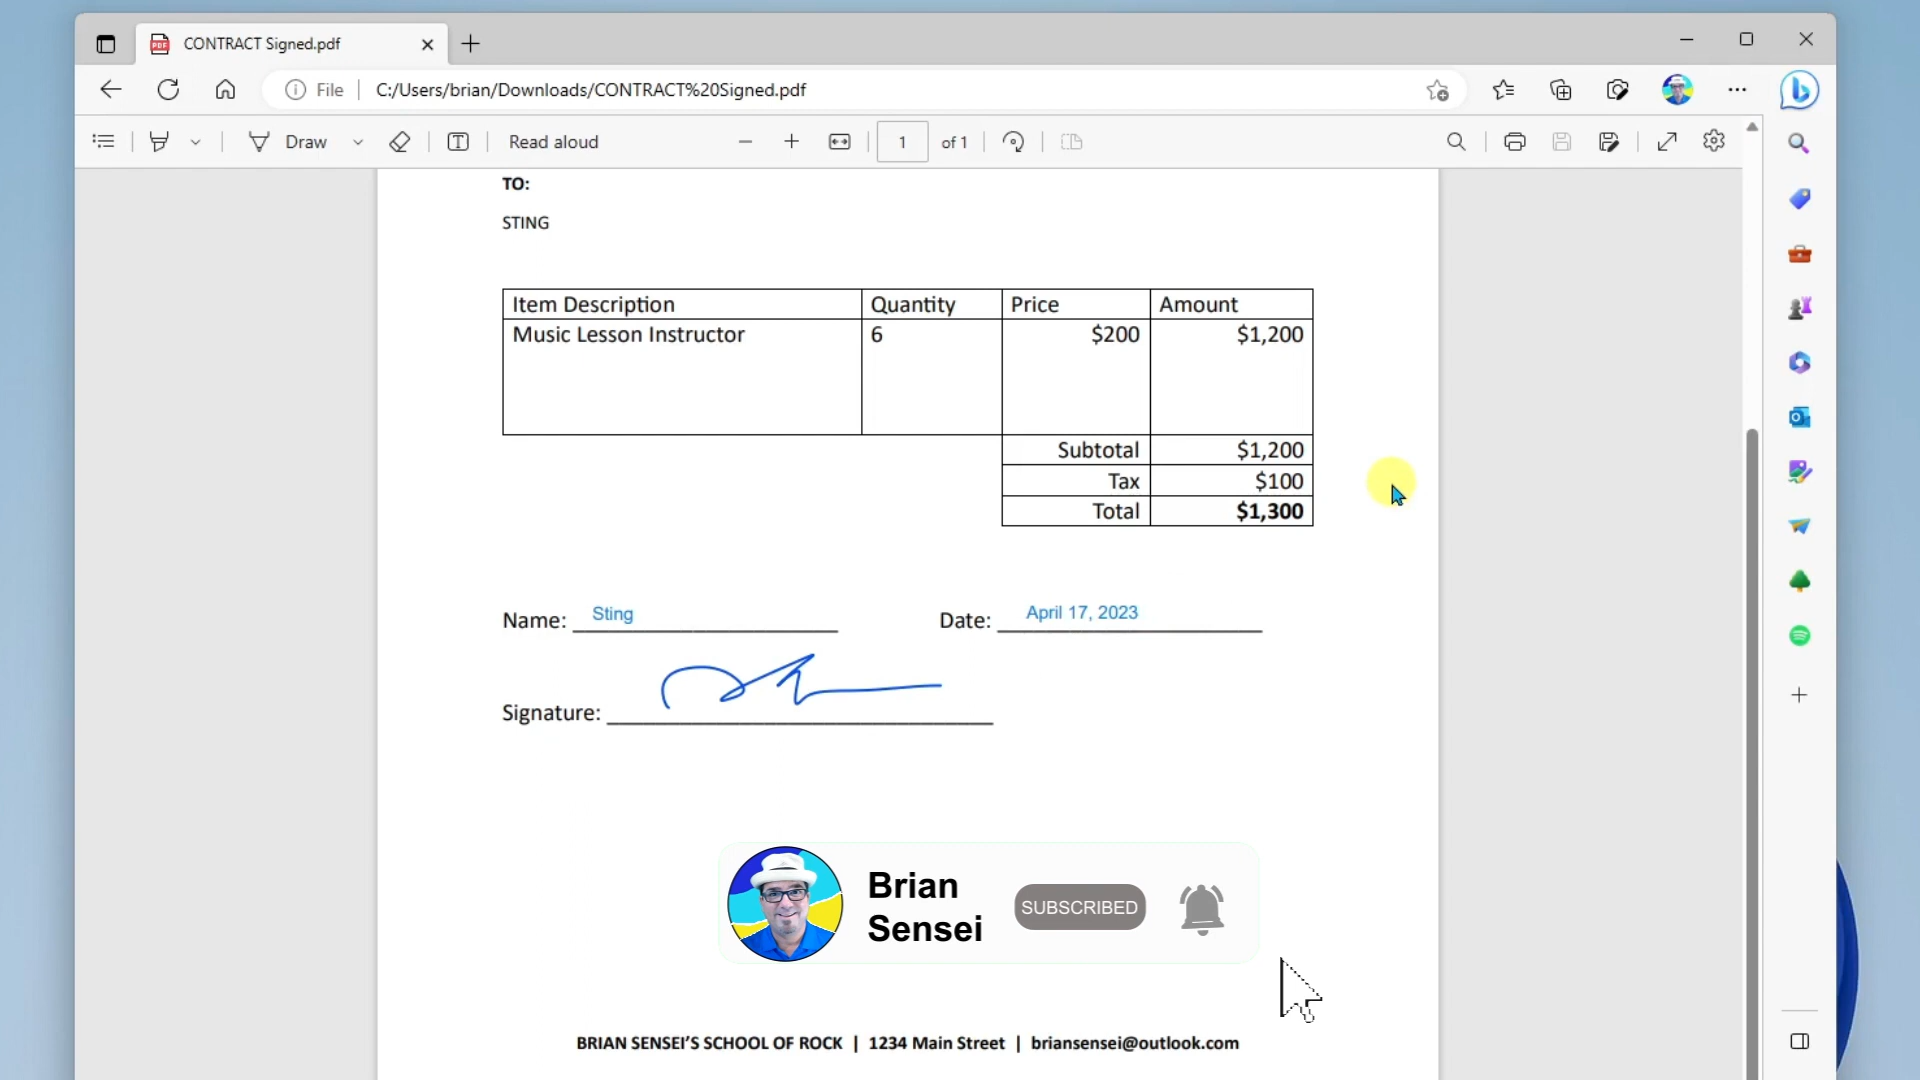 CONTRACT Signed.pdf
File
C:/Users/brian/Downloads/CONTRACT%20Signed.pdf
Draw
Read aloud
1 of 1
TO:
STING
Item Description Quantity Price Amount
Music Lesson Instructor 6 $200 $1,200
Subtotal $1,200
Tax $100
Total $1,300
Name: Sting Date: April 17, 2023
Signature:
Brian
Sensei
SUBSCRIBED
BRIAN SENSEI'S SCHOOL OF ROCK | 1234 Main Street | briansensei@outlook.com